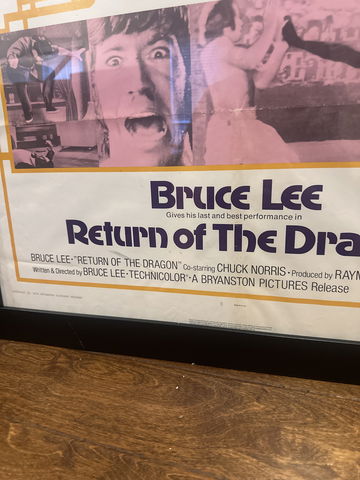 Bruce Lee
Gives his last and best performance in
Return of The Dra
BRUCE LEE·"RETURN OF THE DRAGON" Co-starring CHUCK NORRIS·Produced by RAYM
Written & Directed by BRUCE LEE·TECHNICOLOR·A BRYANSTON PICTURES Release